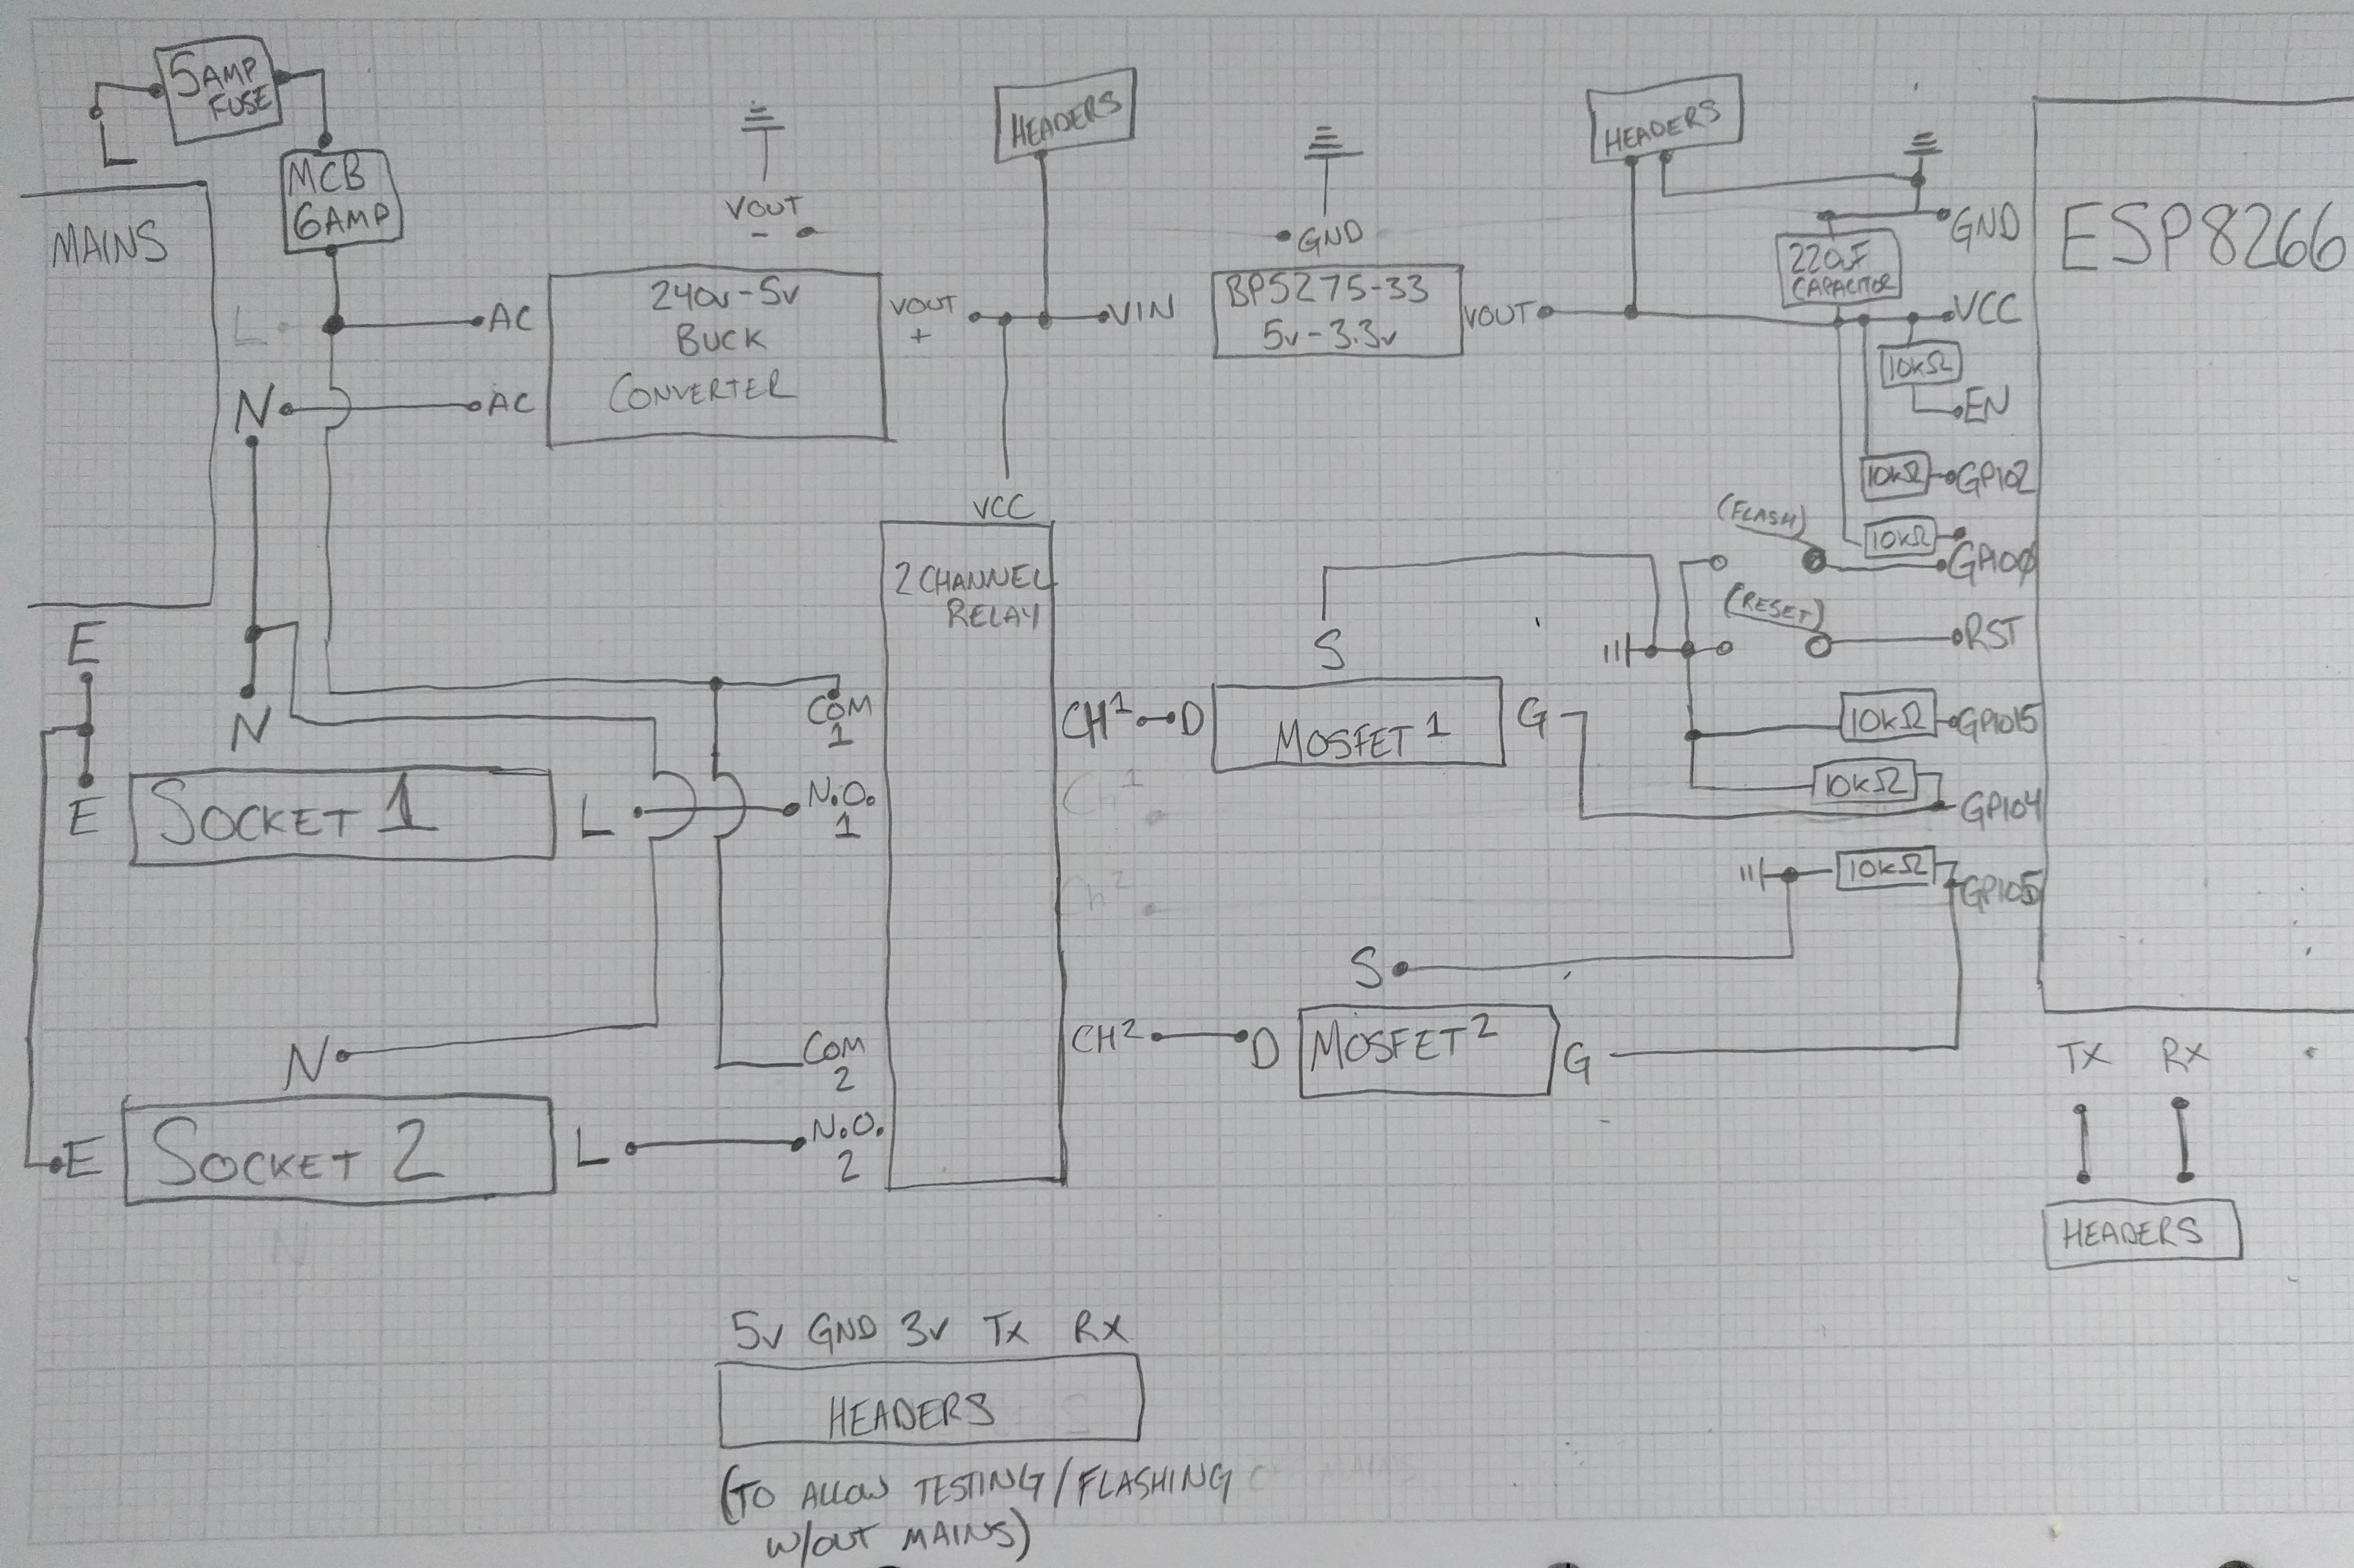 5AMP
FUSE
L
MCB
6AMP
MAINS
L
N
AC
AC
VOUT
-
240v-5v
BUCK
CONVERTER
VOUT
+
HEADERS
VIN
GND
BP5275-33
5v-3.3v
VOUT
HEADERS
220uF
CAPACITOR
GND
VCC
10kΩ
EN
10kΩ
GPIO2
10kΩ
(FLASH)
GPIO0
(RESET)
RST
10kΩ
GPIO15
10kΩ
GPIO4
10kΩ
GPIO5
ESP8266
VCC
2 CHANNEL
RELAY
COM
1
N.O.
1
COM
2
N.O.
2
CH1
D
S
MOSFET 1
G
Ch1
Ch2
CH2
D
S
MOSFET 2
G
E
N
E
SOCKET 1
L
N
E
SOCKET 2
L
TX RX
HEADERS
5v GND 3v Tx Rx
HEADERS
(TO ALLOW TESTING/FLASHING
W/OUT MAINS)